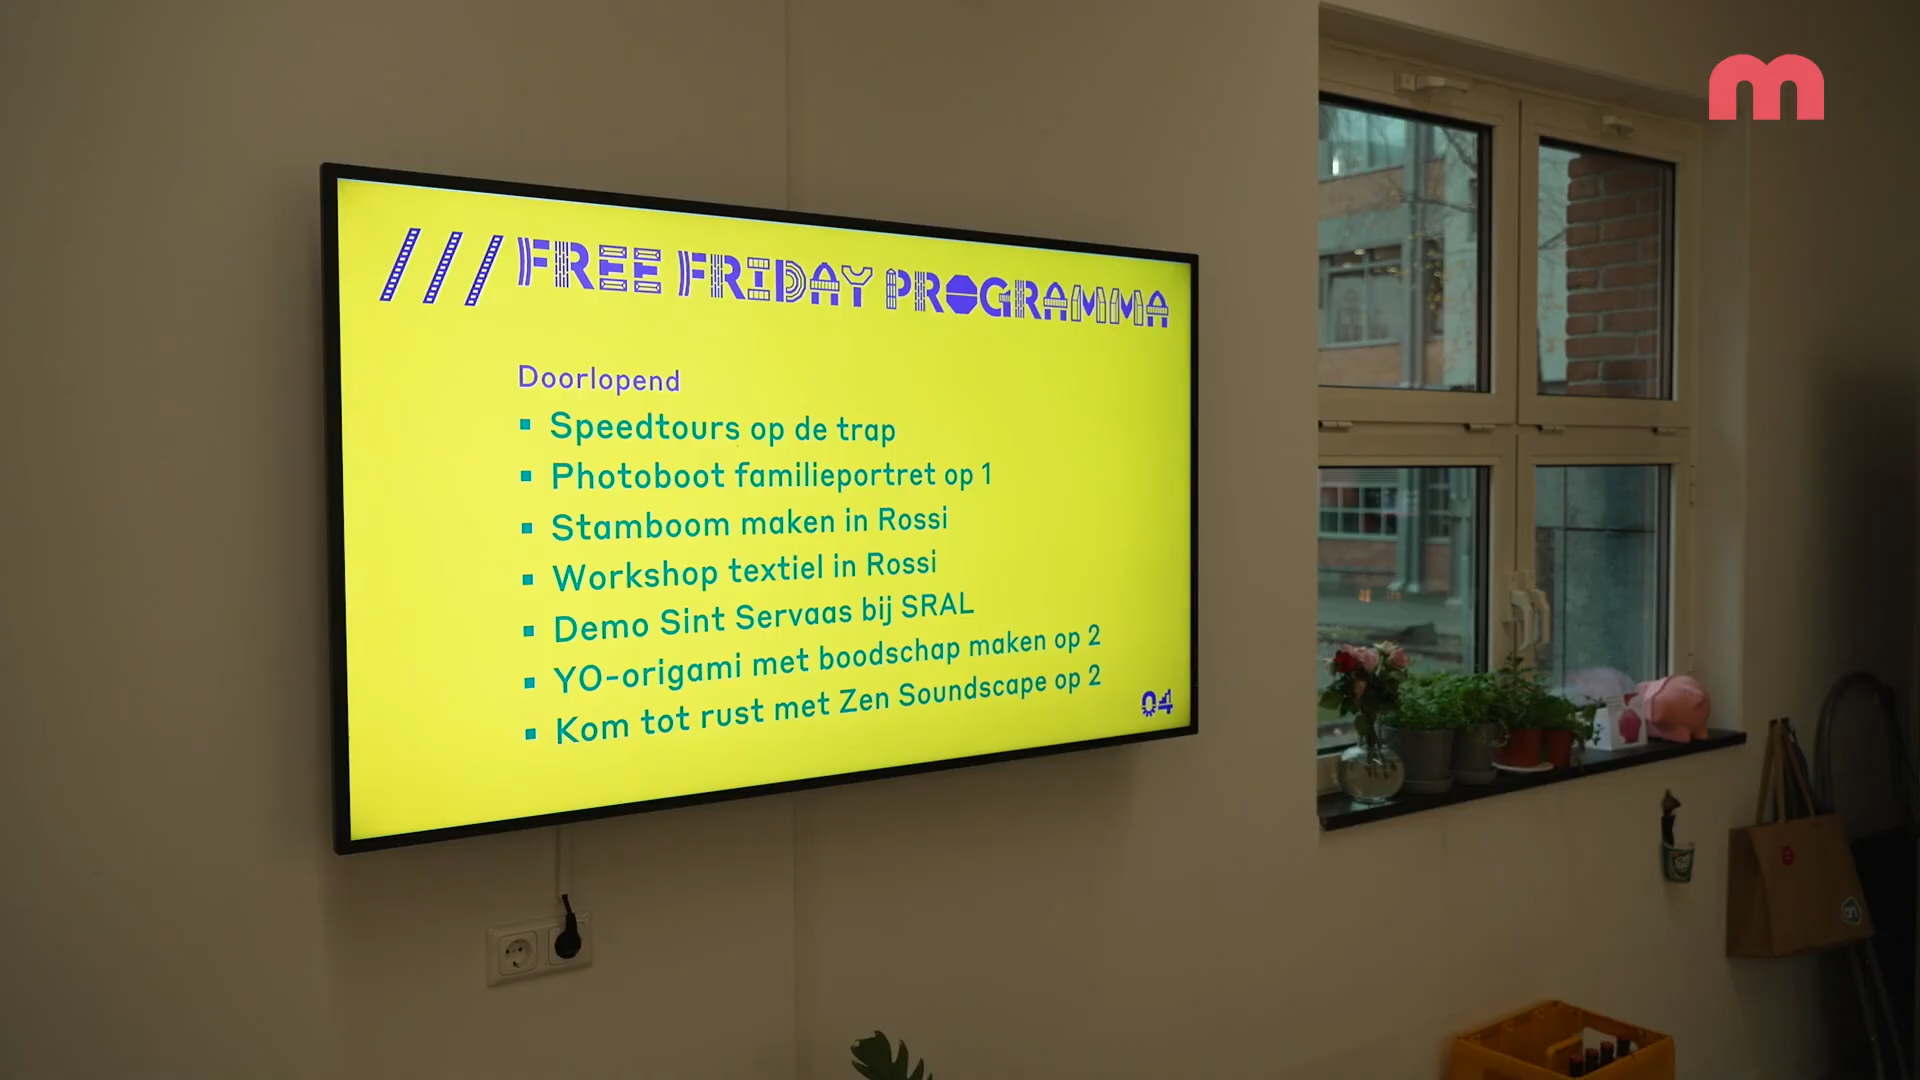 m
/// FREE FRIDAY PROGRAMMA
Doorlopend
▪ Speedtours op de trap
▪ Photoboot familieportret op 1
▪ Stamboom maken in Rossi
▪ Workshop textiel in Rossi
▪ Demo Sint Servaas bij SRAL
▪ YO-origami met boodschap maken op 2
▪ Kom tot rust met Zen Soundscape op 2
04